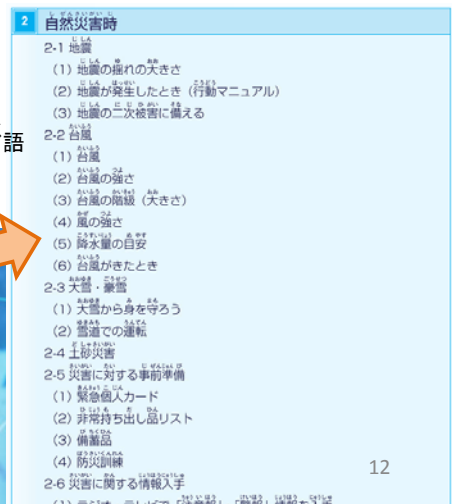 2 自然災害時
2-1 地震
(1) 地震の揺れの大きさ
(2) 地震が発生したとき（行動マニュアル）
(3) 地震の二次被害に備える
2-2 台風
語
(1) 台風
(2) 台風の強さ
(3) 台風の階級（大きさ）
(4) 風の強さ
(5) 降水量の目安
(6) 台風がきたとき
2-3 大雪・豪雪
(1) 大雪から身を守ろう
(2) 雪道での運転
2-4 土砂災害
2-5 災害に対する事前準備
(1) 緊急個人カード
(2) 非常持ち出し品リスト
(3) 備蓄品
(4) 防災訓練
12
2-6 災害に関する情報入手